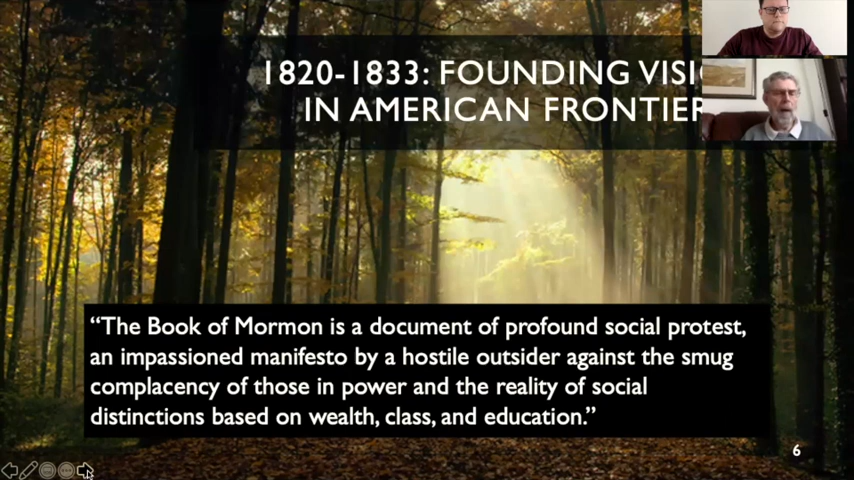 1820-1833: FOUNDING
IN AMERICAN FRONTIER
“The Book of Mormon is a document of profound social protest,
an impassioned manifesto by a hostile outsider against the smug
complacency of those in power and the reality of social
distinctions based on wealth, class, and education.”
6